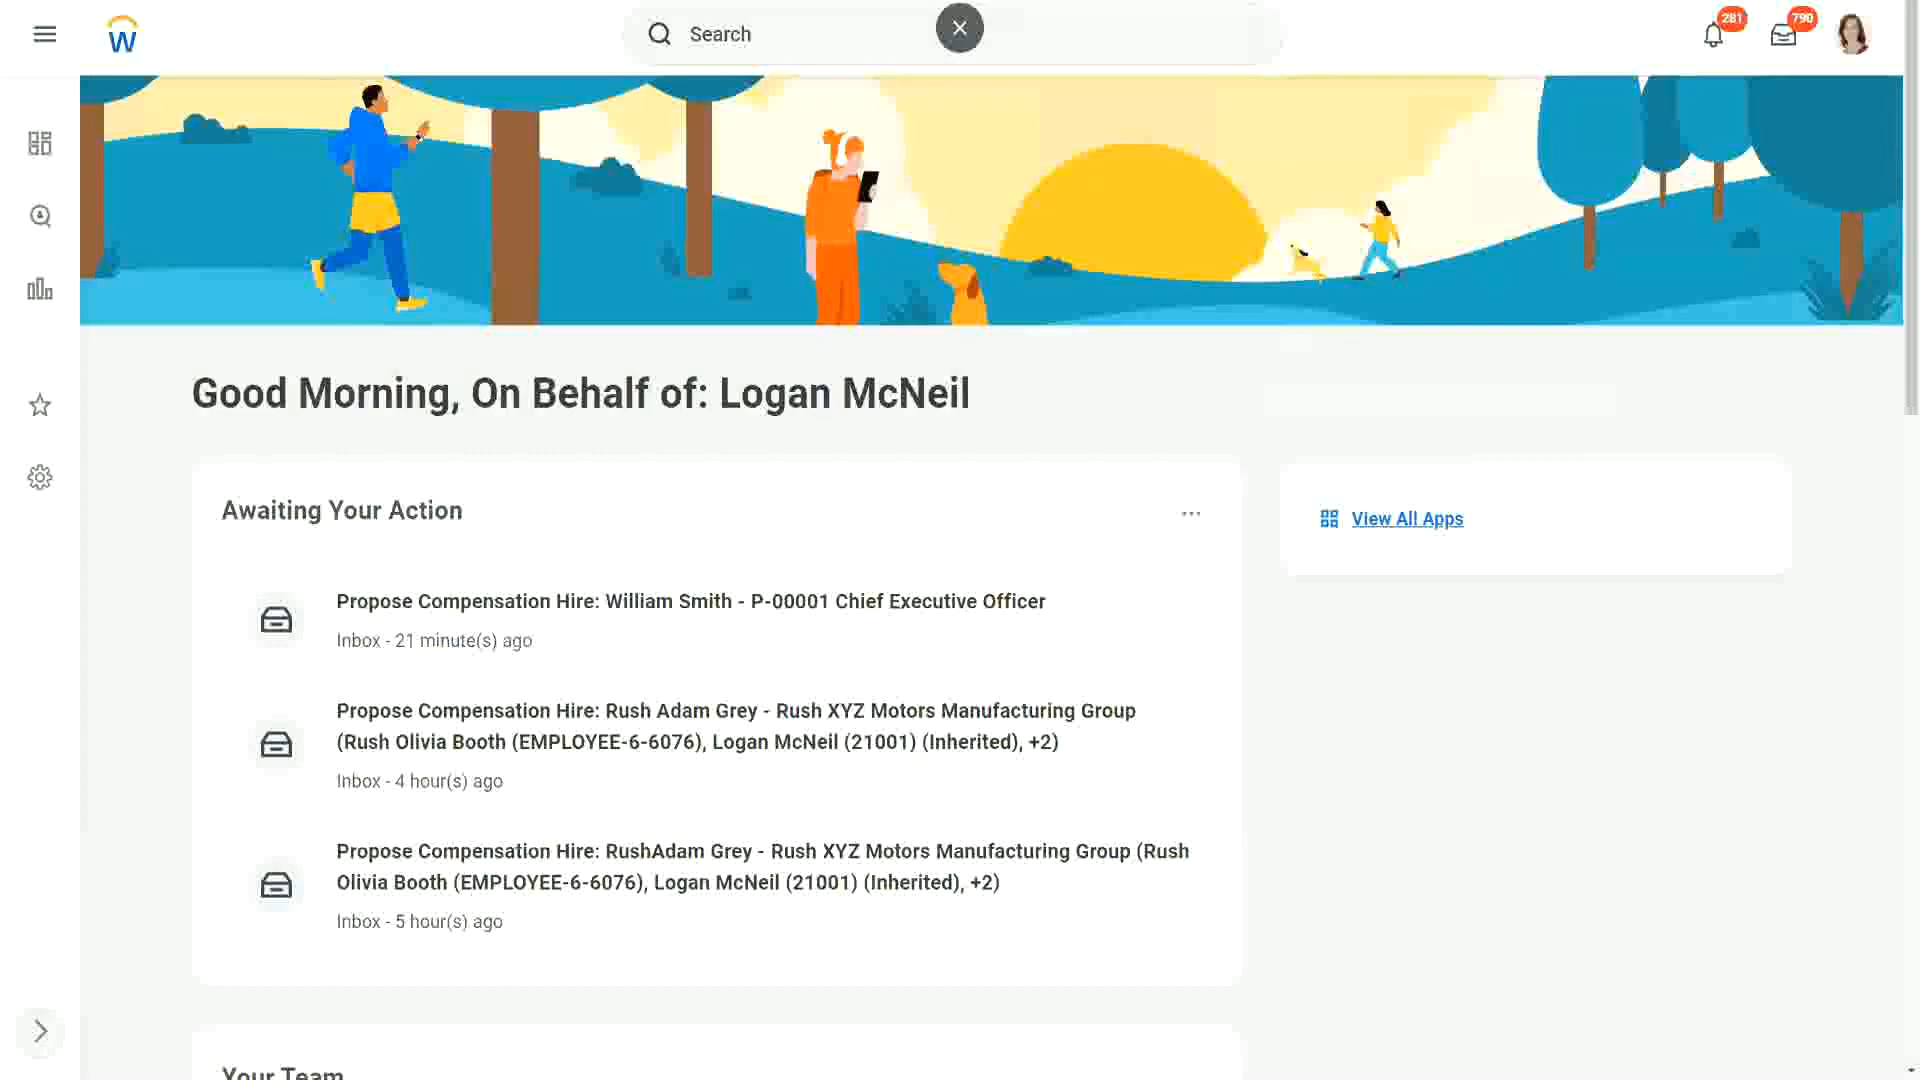 W
Search
281
790
Good Morning, On Behalf of: Logan McNeil
Awaiting Your Action
View All Apps
Propose Compensation Hire: William Smith - P-00001 Chief Executive Officer
Inbox - 21 minute(s) ago
Propose Compensation Hire: Rush Adam Grey - Rush XYZ Motors Manufacturing Group
(Rush Olivia Booth (EMPLOYEE-6-6076), Logan McNeil (21001) (Inherited), +2)
Inbox - 4 hour(s) ago
Propose Compensation Hire: RushAdam Grey - Rush XYZ Motors Manufacturing Group (Rush
Olivia Booth (EMPLOYEE-6-6076), Logan McNeil (21001) (Inherited), +2)
Inbox - 5 hour(s) ago
Your Team